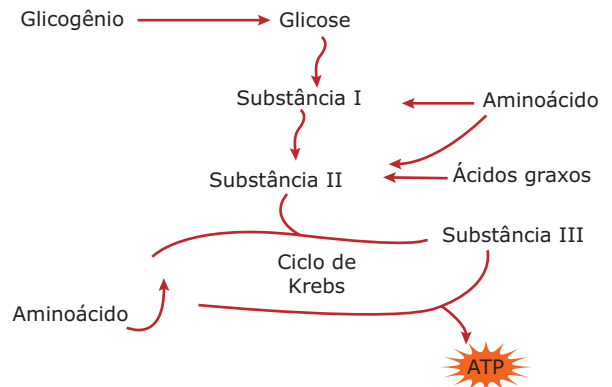 Glicogênio
Glicose
Substância I
Aminoácido
Substância II
Ácidos graxos
Substância III
Ciclo de
Krebs
Aminoácido
ATP